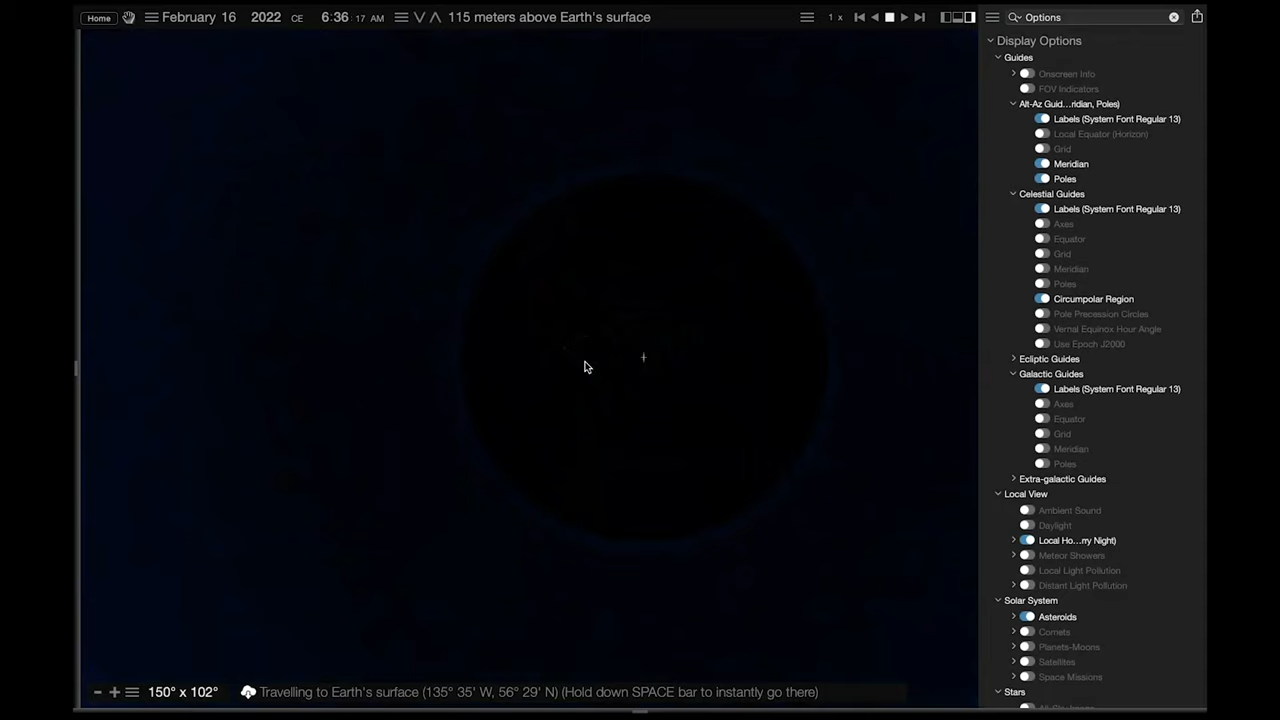 Home February 16 2022 CE 6:36 17 AM 115 meters above Earth's surface 1 x Options
Display Options
Guides
Onscreen Info
FOV Indicators
Alt-Az Guid...ridian, Poles)
Labels (System Font Regular 13)
Local Equator (Horizon)
Grid
Meridian
Poles
Celestial Guides
Labels (System Font Regular 13)
Axes
Equator
Grid
Meridian
Poles
Circumpolar Region
Pole Precession Circles
Vernal Equinox Hour Angle
Use Epoch J2000
Ecliptic Guides
Galactic Guides
Labels (System Font Regular 13)
Axes
Equator
Grid
Meridian
Poles
Extra-galactic Guides
Local View
Ambient Sound
Daylight
Local Ho...rry Night)
Meteor Showers
Local Light Pollution
Distant Light Pollution
Solar System
Asteroids
Comets
Planets-Moons
Satellites
Space Missions
Stars
150° x 102° Travelling to Earth's surface (135° 35' W, 56° 29' N) (Hold down SPACE bar to instantly go there)